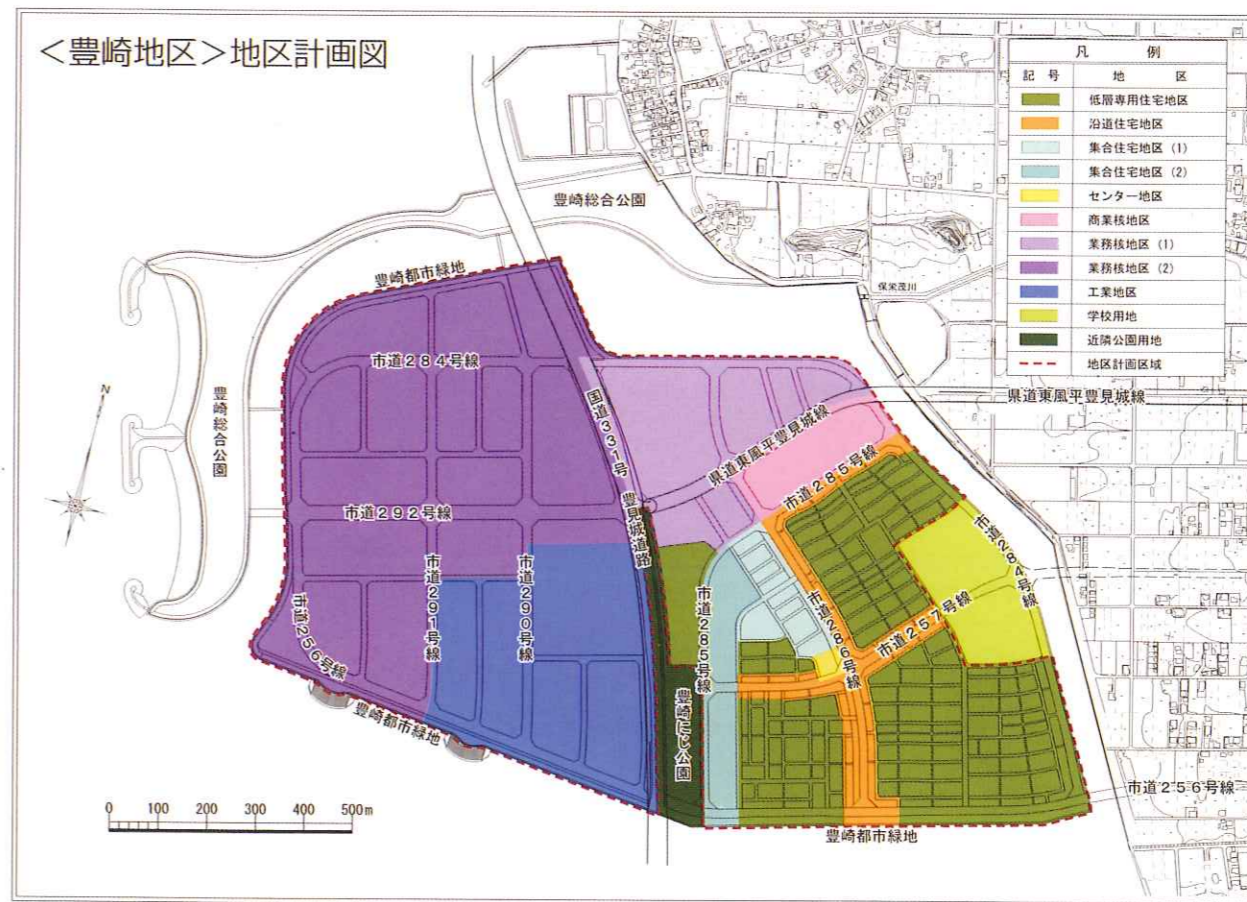 <豊崎地区>地区計画図
凡 例
記 号 地 区
低層専用住宅地区
沿道住宅地区
集合住宅地区 (1)
集合住宅地区 (2)
センター地区
商業核地区
業務核地区 (1)
業務核地区 (2)
工業地区
学校用地
近隣公園用地
地区計画区域
豊崎総合公園
豊崎都市緑地
保栄茂川
市道284号線
県道東風平豊見城線
国道331号
豊見城道路
県道東風平豊見城線
N
豊崎総合公園
市道285号線
市道292号線
市道284号線
市道291号線
市道290号線
市道285号線
市道286号線
市道257号線
市道256号線
豊崎にじ公園
豊崎都市緑地
市道256号線
0 100 200 300 400 500m
豊崎都市緑地